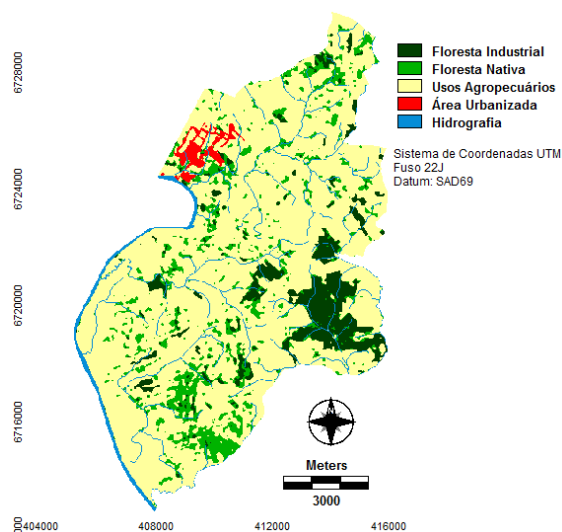 Floresta Industrial
Floresta Nativa
Usos Agropecuários
Área Urbanizada
Hidrografia
Sistema de Coordenadas UTM
Fuso 22J
Datum: SAD69
6728000
6724000
6720000
6716000
Meters
3000
404000
408000
412000
416000